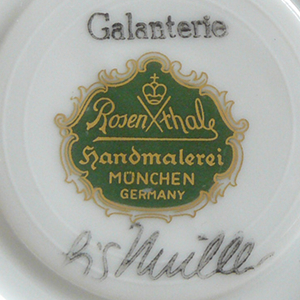 Galanterie
Rosenthal
Handmalerei
MÜNCHEN
GERMANY